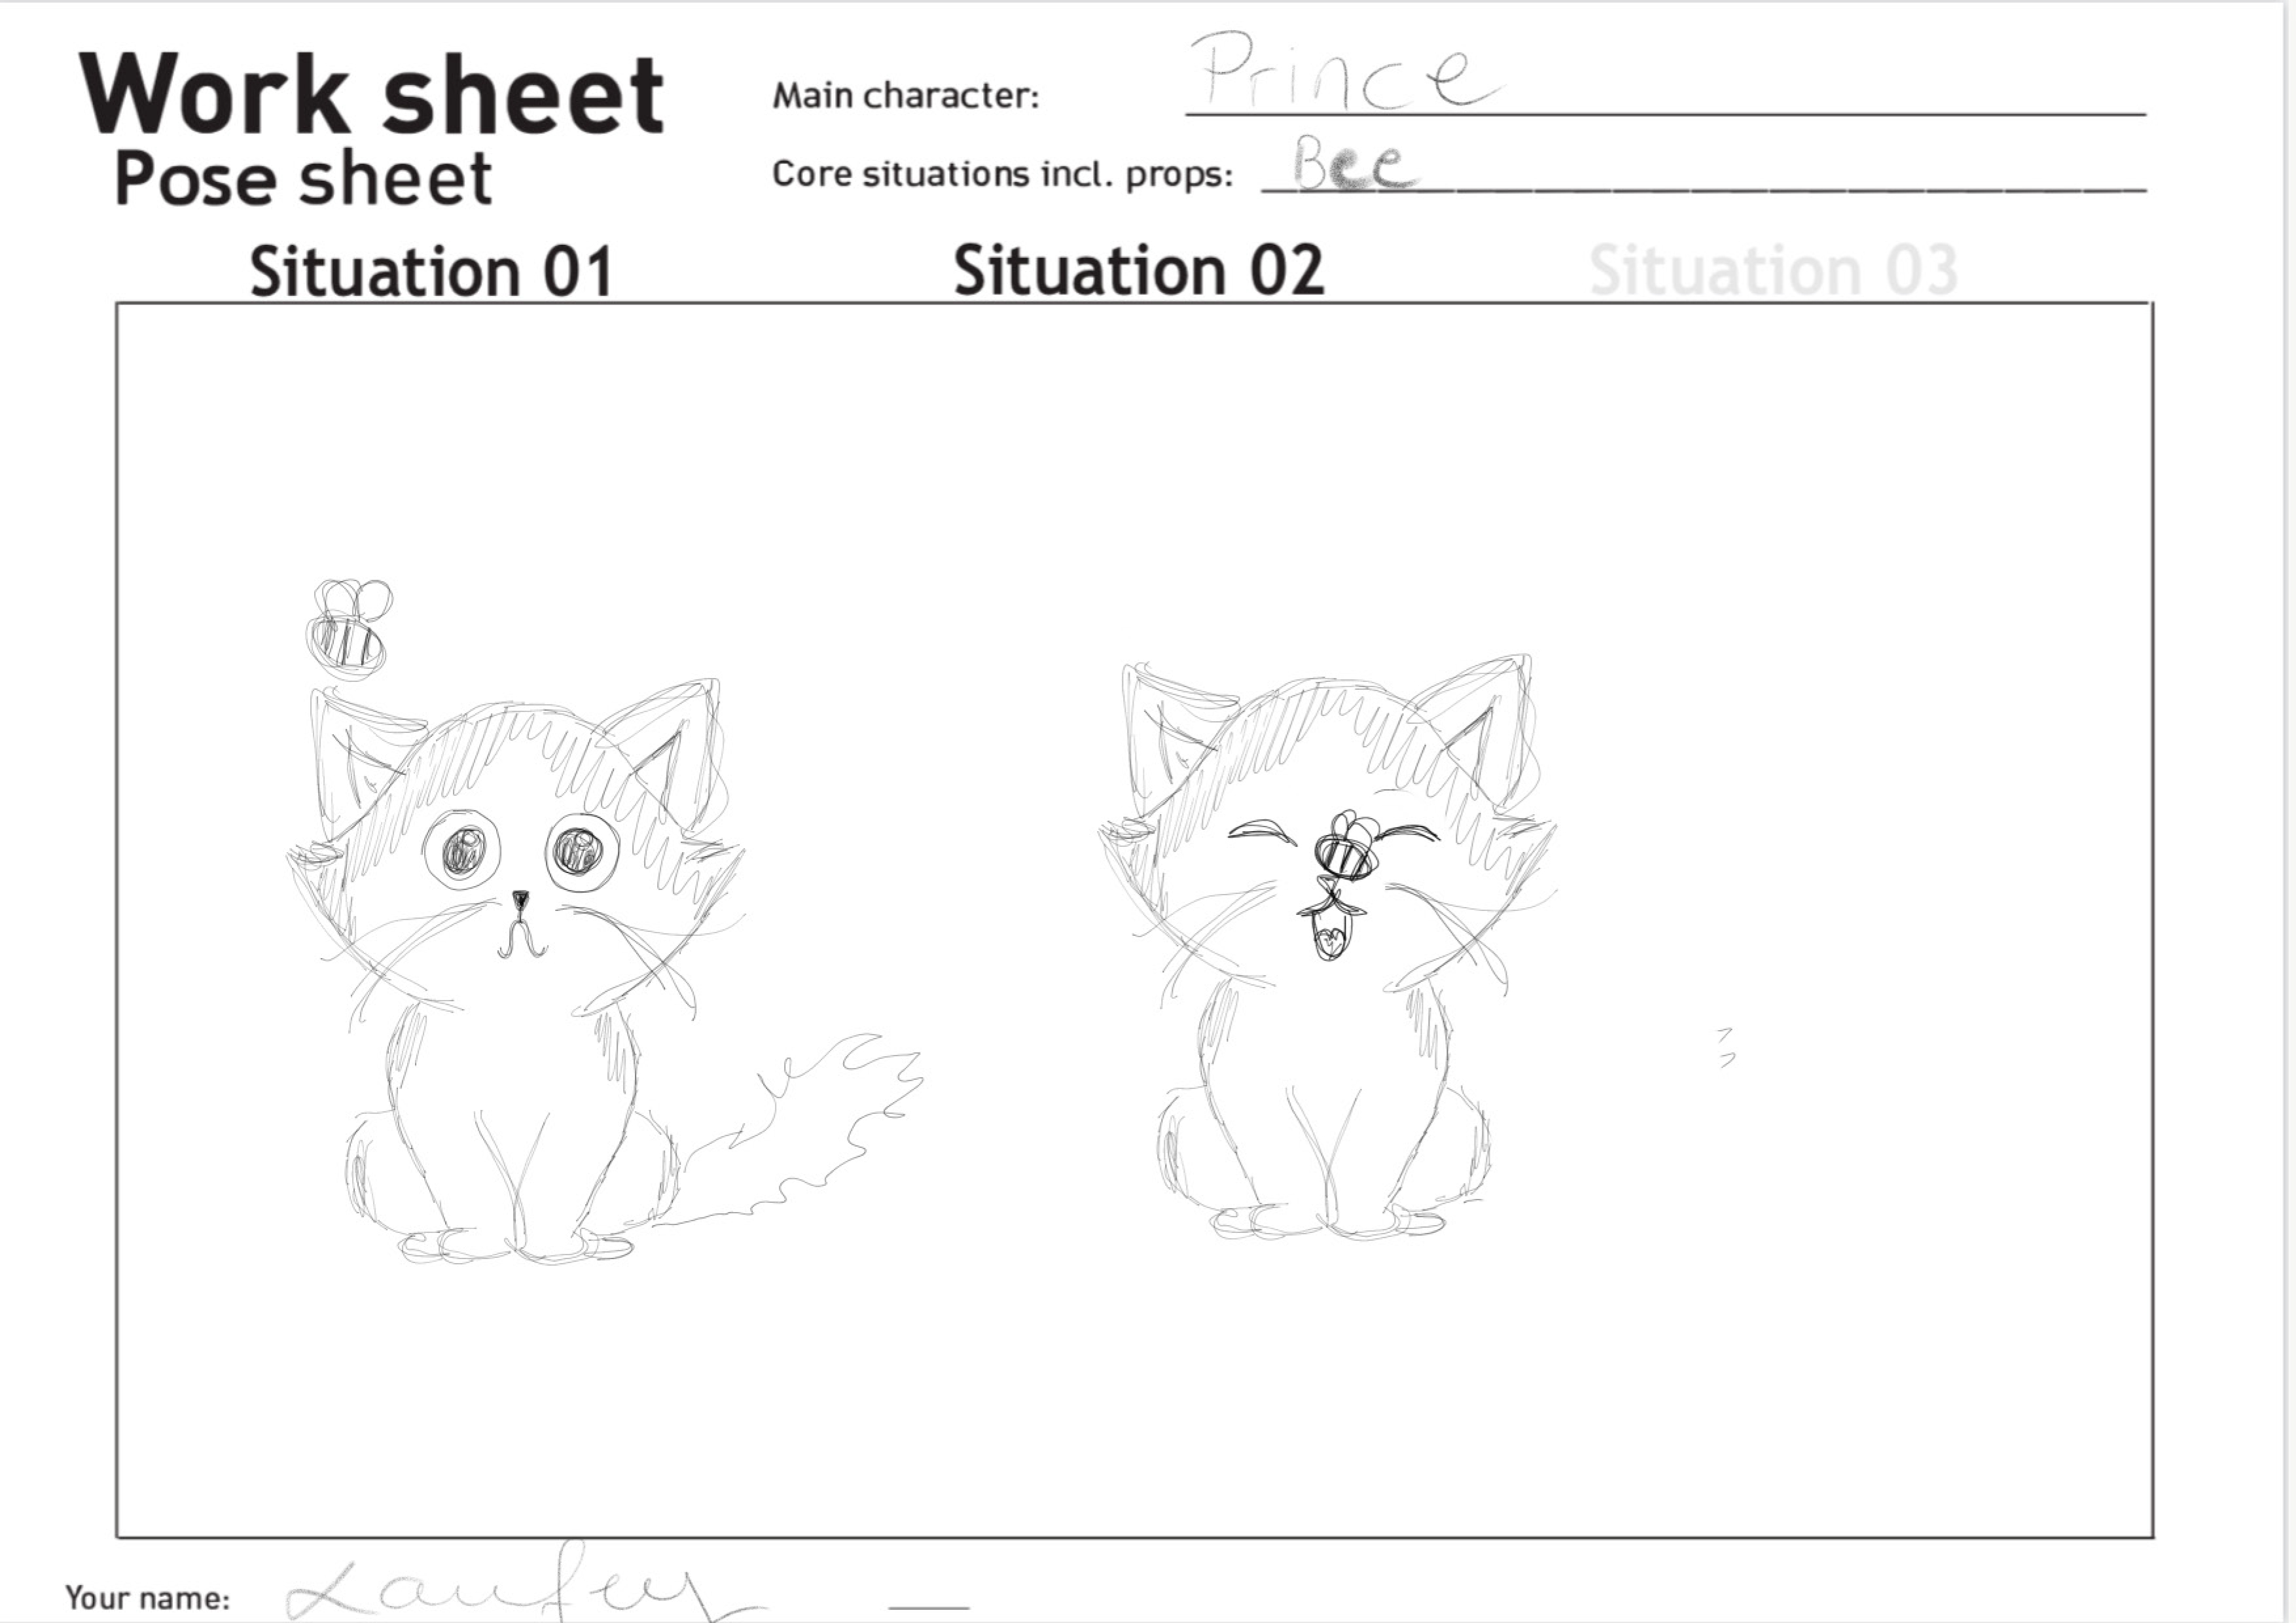 Work sheet
Pose sheet
Main character: Prince
Core situations incl. props: Bee
Situation 01
Situation 02
Situation 03
Your name: Laufey